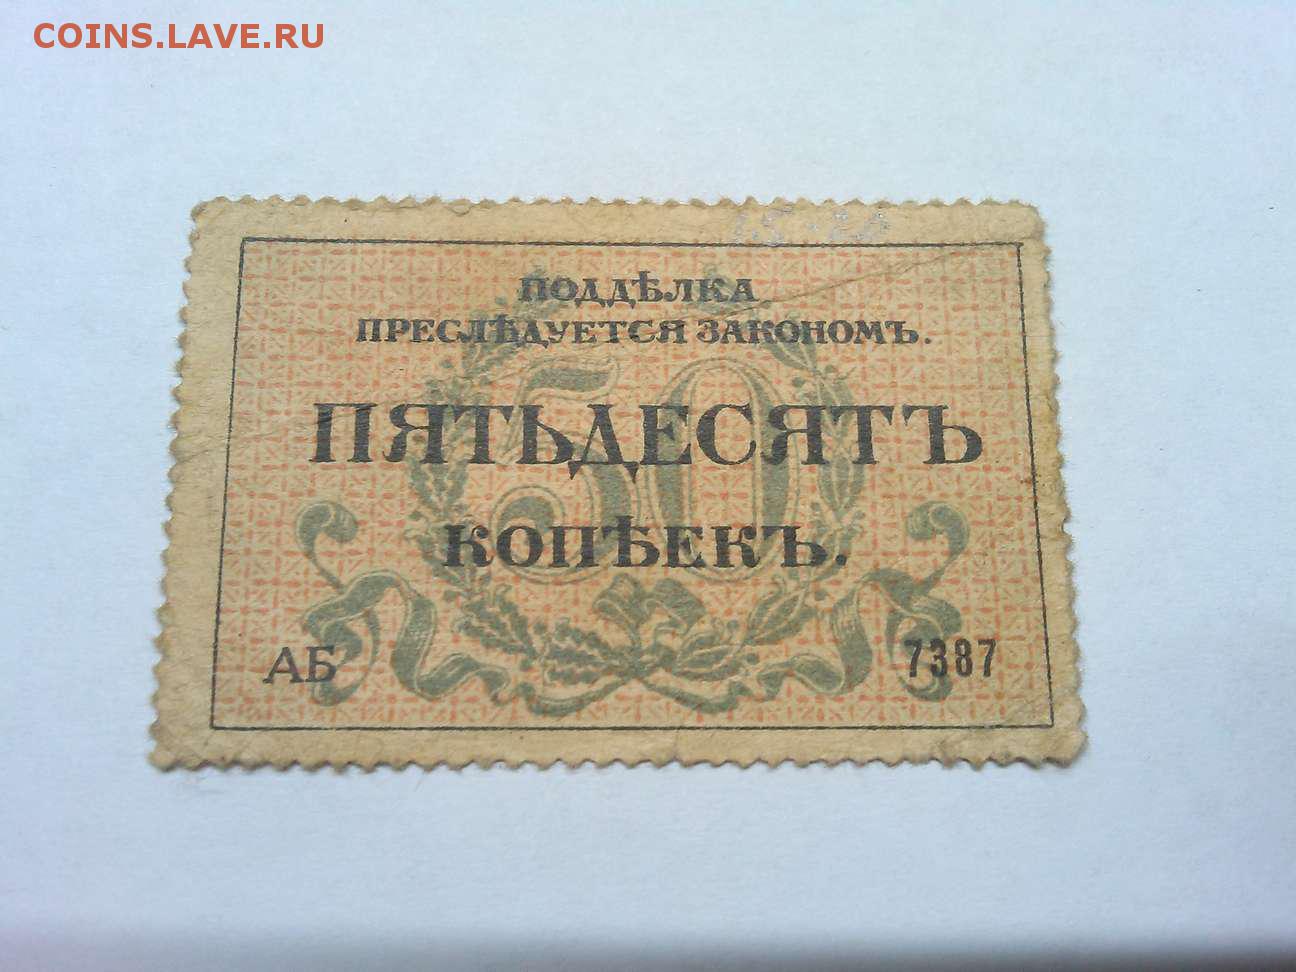 COINS.LAVE.RU
ПОДДѢЛКА
ПРЕСЛѢДУЕТСЯ ЗАКОНОМЪ.
50
ПЯТЬДЕСЯТЪ
КОПѢЕКЪ.
АБ 7387